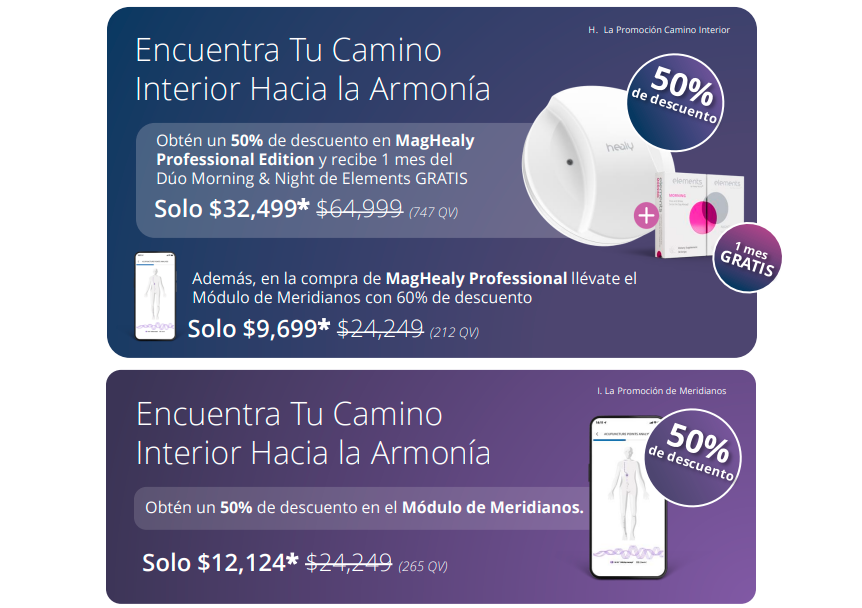 H. La Promoción Camino Interior
Encuentra Tu Camino
Interior Hacia la Armonía
50%
de descuento
Obtén un 50% de descuento en MagHealy
Professional Edition y recibe 1 mes del
Dúo Morning & Night de Elements GRATIS
Solo $32,499* $64,999 (747 QV)
healy
elements
elements
+
1 mes
GRATIS
Además, en la compra de MagHealy Professional llévate el
Módulo de Meridianos con 60% de descuento
Solo $9,699* $24,249 (212 QV)
I. La Promoción de Meridianos
Encuentra Tu Camino
Interior Hacia la Armonía
50%
de descuento
Obtén un 50% de descuento en el Módulo de Meridianos.
Solo $12,124* $24,249 (265 QV)